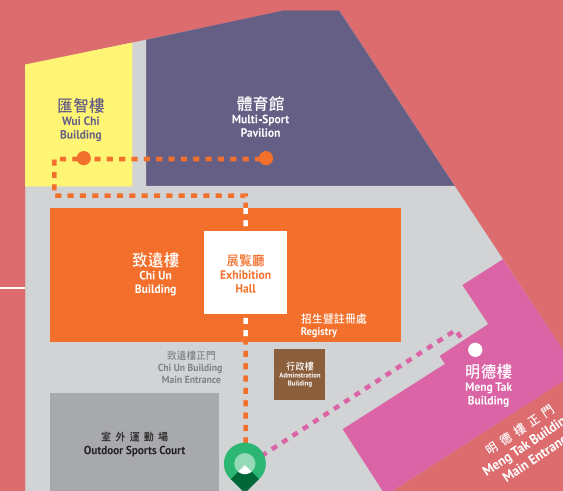 匯智樓
Wui Chi
Building
體育館
Multi-Sport
Pavilion
致遠樓
Chi Un
Building
展覽廳
Exhibition
Hall
招生暨註冊處
Registry
致遠樓正門
Chi Un Building
Main Entrance
行政樓
Adminstration
Building
明德樓
Meng Tak
Building
室外運動場
Outdoor Sports Court
明德樓正門
Meng Tak Buildin
Main Entran